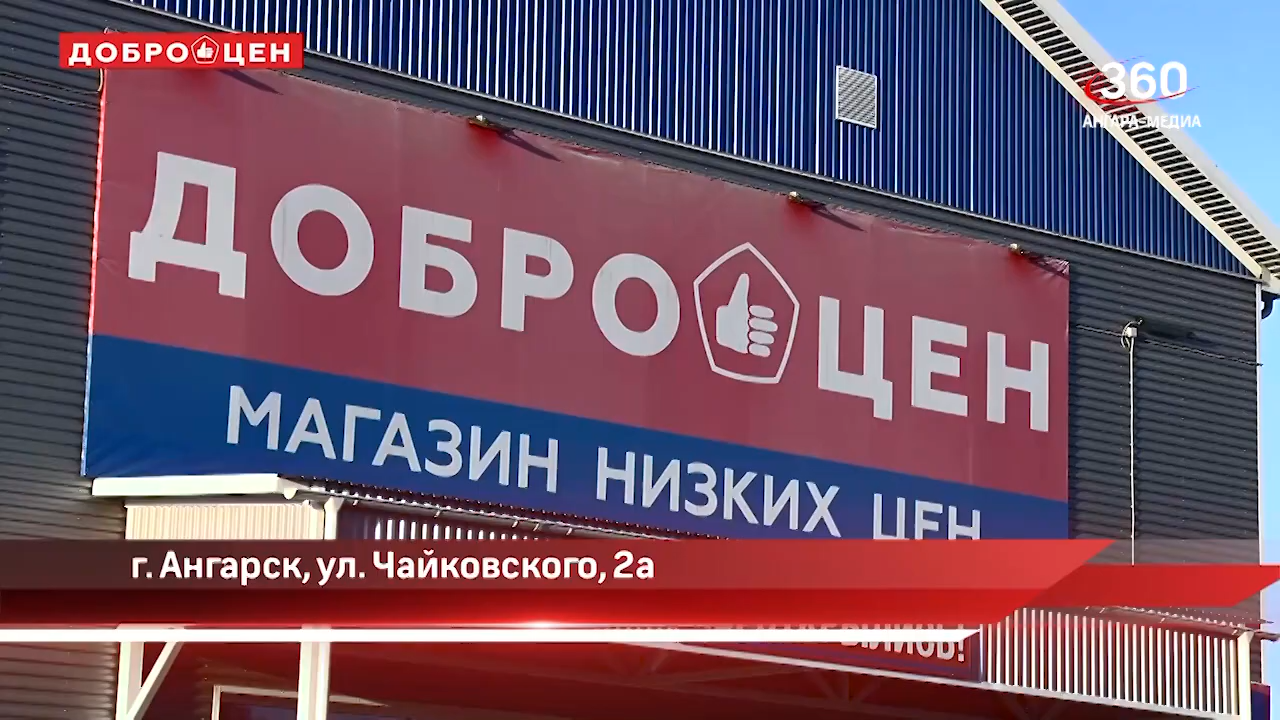 ДОБРОЦЕН
360
АНГАРА-МЕДИА
ДОБРОЦЕН
МАГАЗИН НИЗКИХ ЦЕН
г. Ангарск, ул. Чайковского, 2а